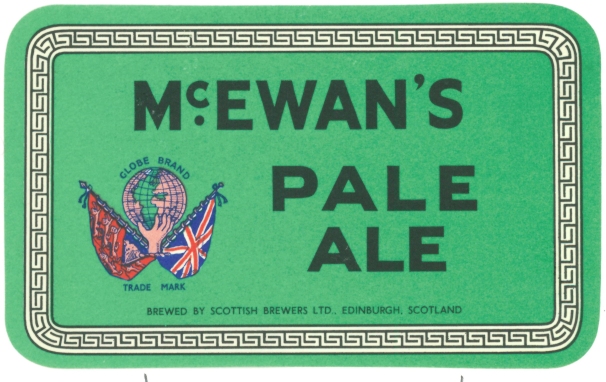 McEWAN'S
GLOBE BRAND
PALE
ALE
TRADE MARK
BREWED BY SCOTTISH BREWERS LTD., EDINBURGH, SCOTLAND